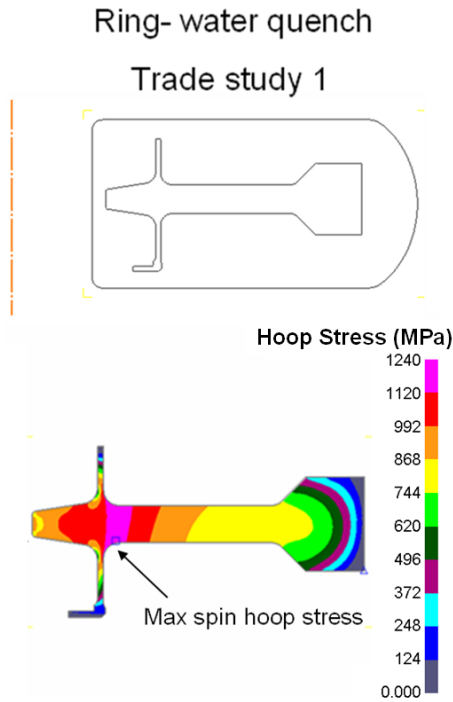 Ring- water quench
Trade study 1
Hoop Stress (MPa)
1240
1120
992
868
744
620
496
372
248
124
0.000
Max spin hoop stress